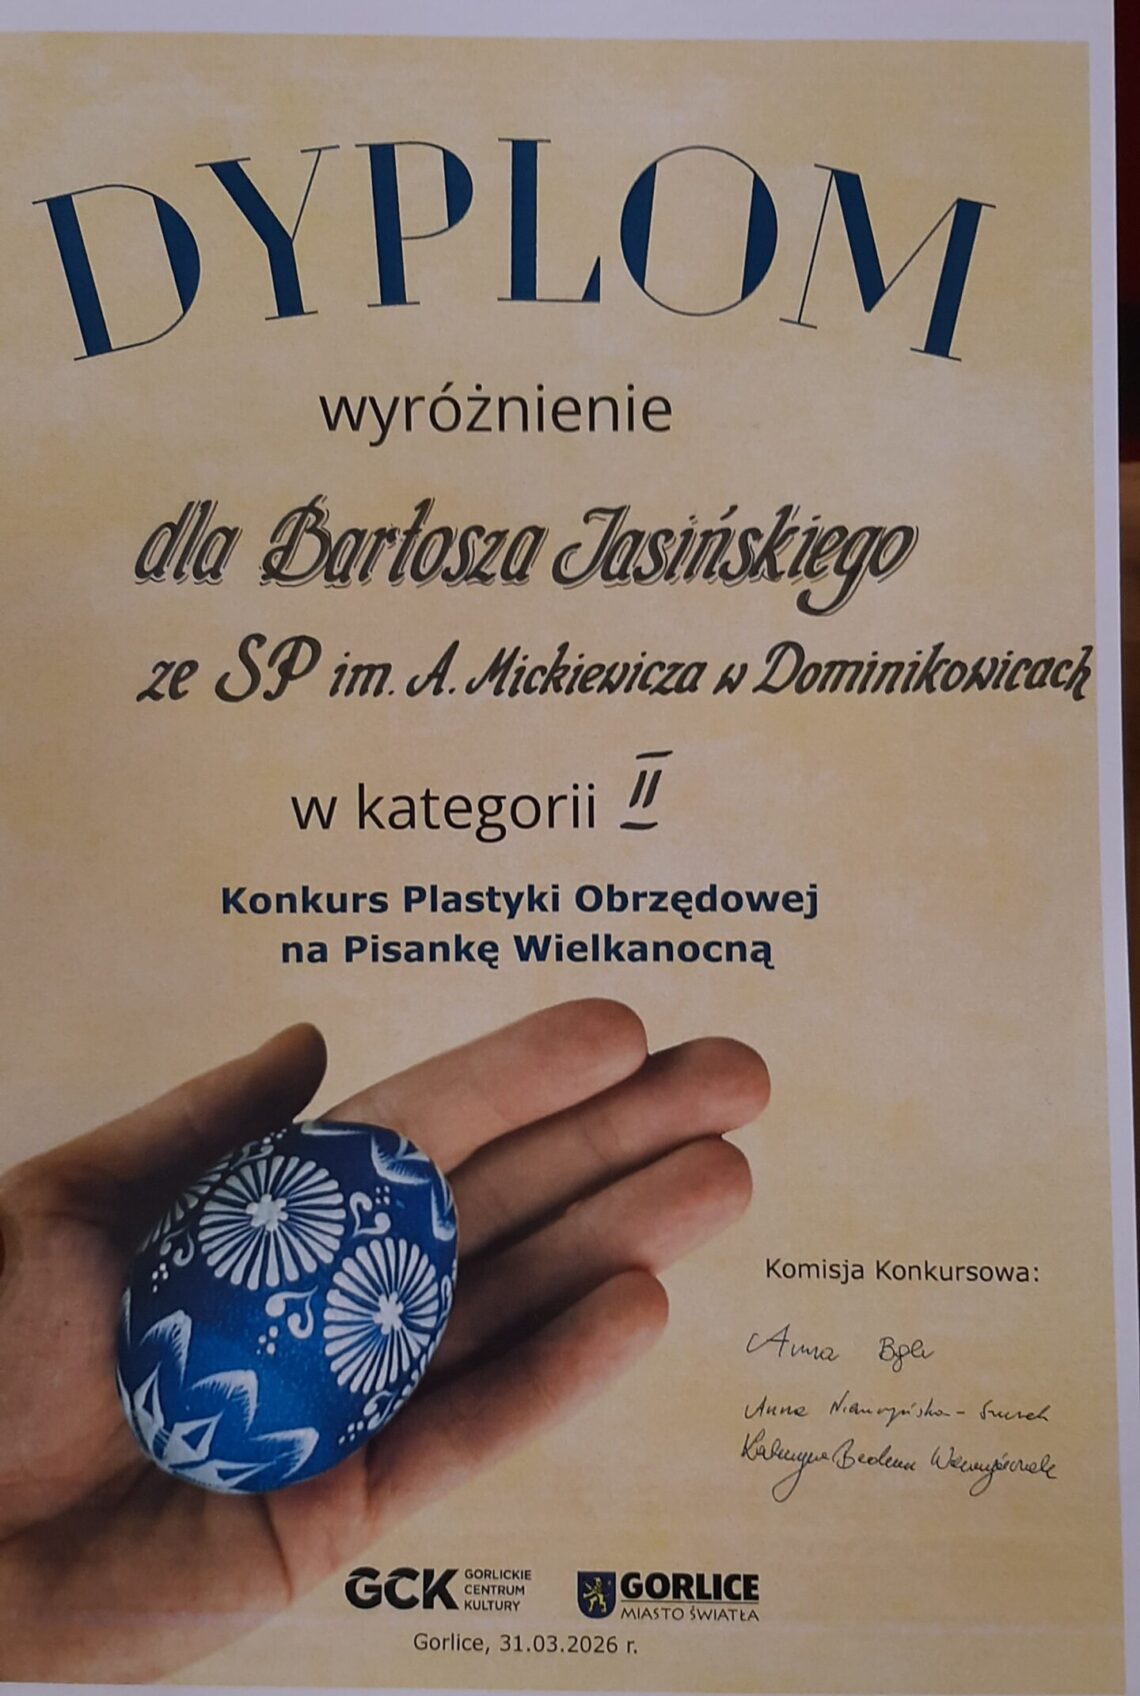 DYPLOM
wyróżnienie
dla Bartosza Jasińskiego
ze SP im. A. Mickiewicza w Dominikowicach
w kategorii II
Konkurs Plastyki Obrzędowej
na Pisankę Wielkanocną
Komisja Konkursowa:
Anna
Anna
GCK GORLICKIE
CENTRUM
KULTURY
GORLICE
MIASTO ŚWIATŁA
Gorlice, 31.03.2026 r.